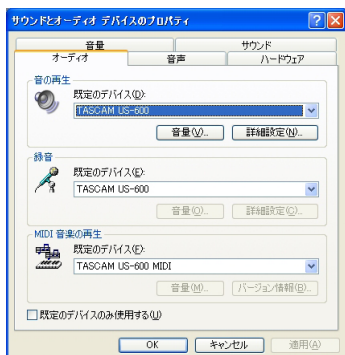 サウンドとオーディオ デバイスのプロパティ
音量 サウンド
オーディオ 音声 ハードウェア
音の再生
既定のデバイス(D):
TASCAM US-600
音量(V)... 詳細設定(N)...
録音
既定のデバイス(E):
TASCAM US-600
音量(O)... 詳細設定(C)...
MIDI 音楽の再生
既定のデバイス(F):
TASCAM US-600 MIDI
音量(M)... バージョン情報(B)...
既定のデバイスのみ使用する(U)
OK キャンセル 適用(A)